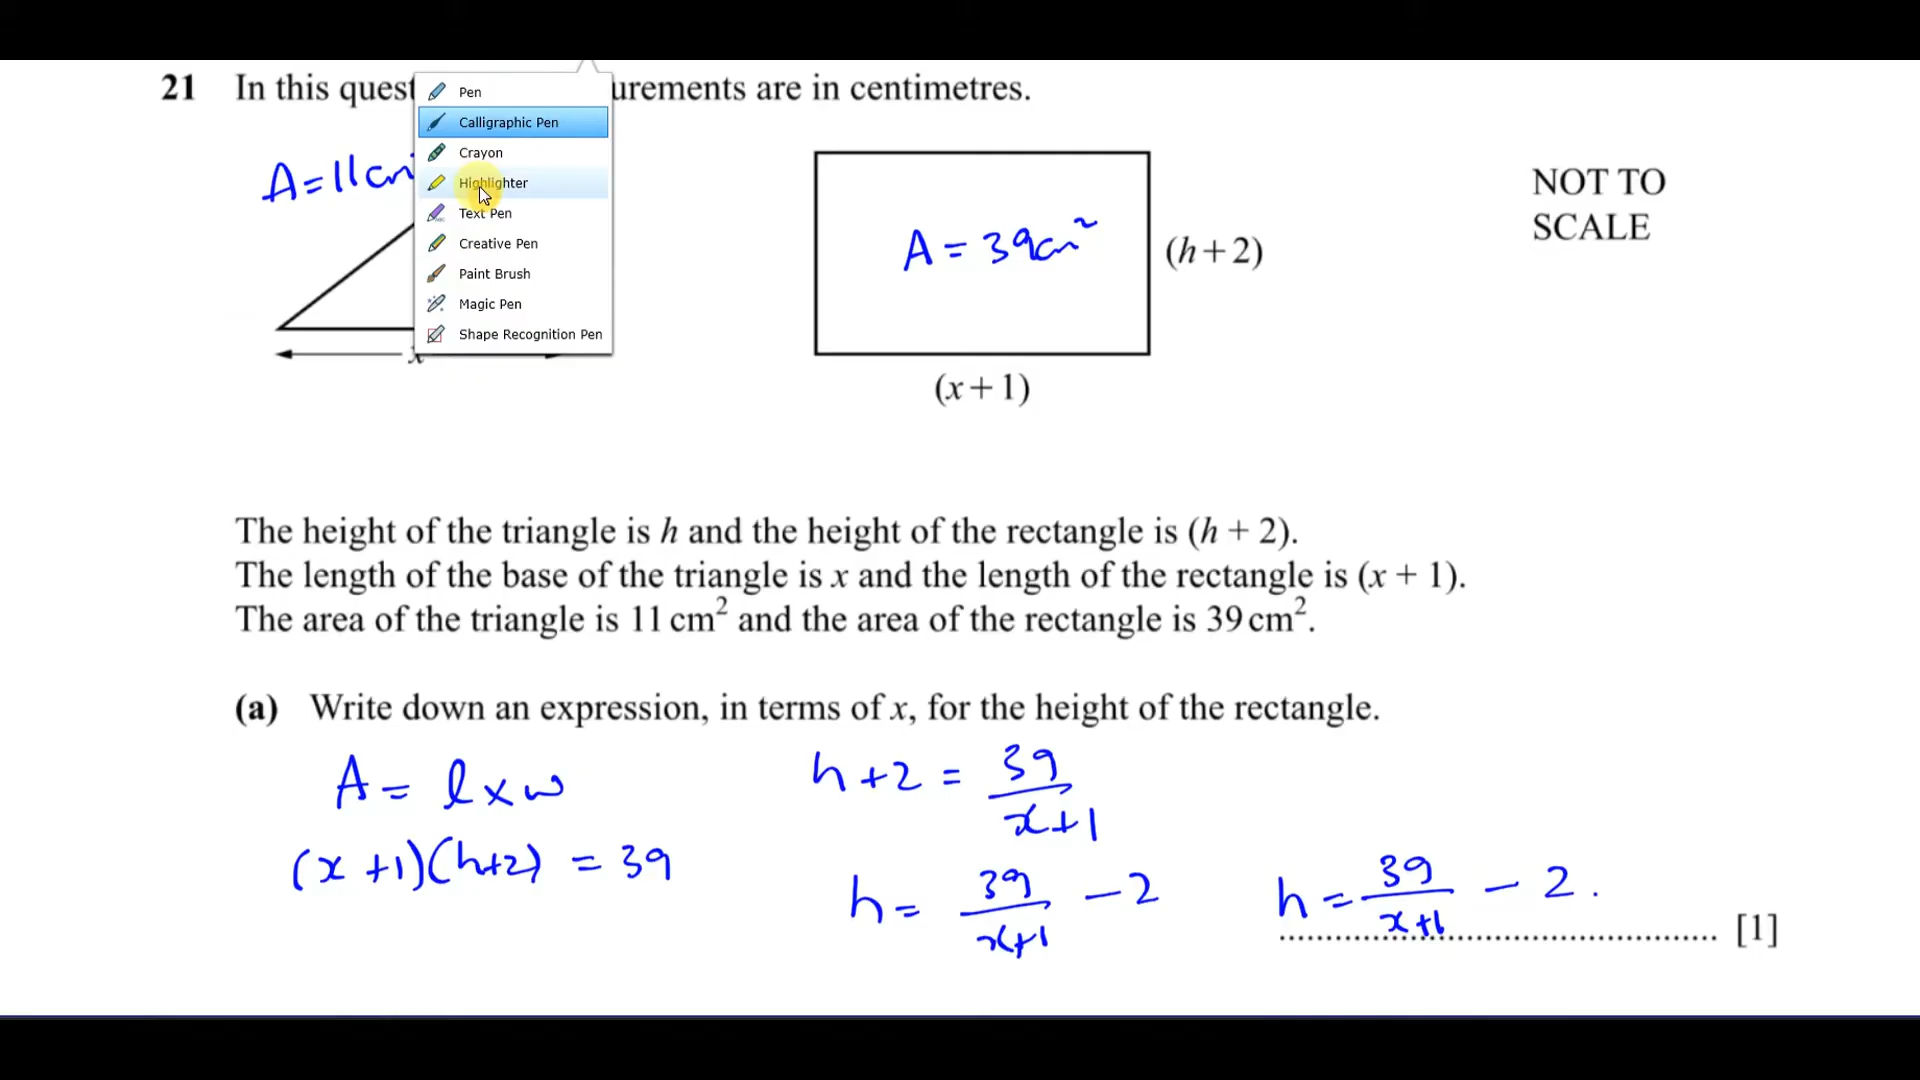 21 In this quest urements are in centimetres.
Pen
Calligraphic Pen
Crayon
Highlighter
Text Pen
Creative Pen
Paint Brush
Magic Pen
Shape Recognition Pen
A=11cm
x
A = 39cm²
(h+2)
(x+1)
NOT TO
SCALE
The height of the triangle is h and the height of the rectangle is (h + 2).
The length of the base of the triangle is x and the length of the rectangle is (x + 1).
The area of the triangle is 11 cm² and the area of the rectangle is 39 cm².
(a) Write down an expression, in terms of x, for the height of the rectangle.
A = l x w
(x+1)(h+2) = 39
h+2 = 39/x+1
h = 39/x+1 - 2
h = 39/x+1 - 2.
[1]